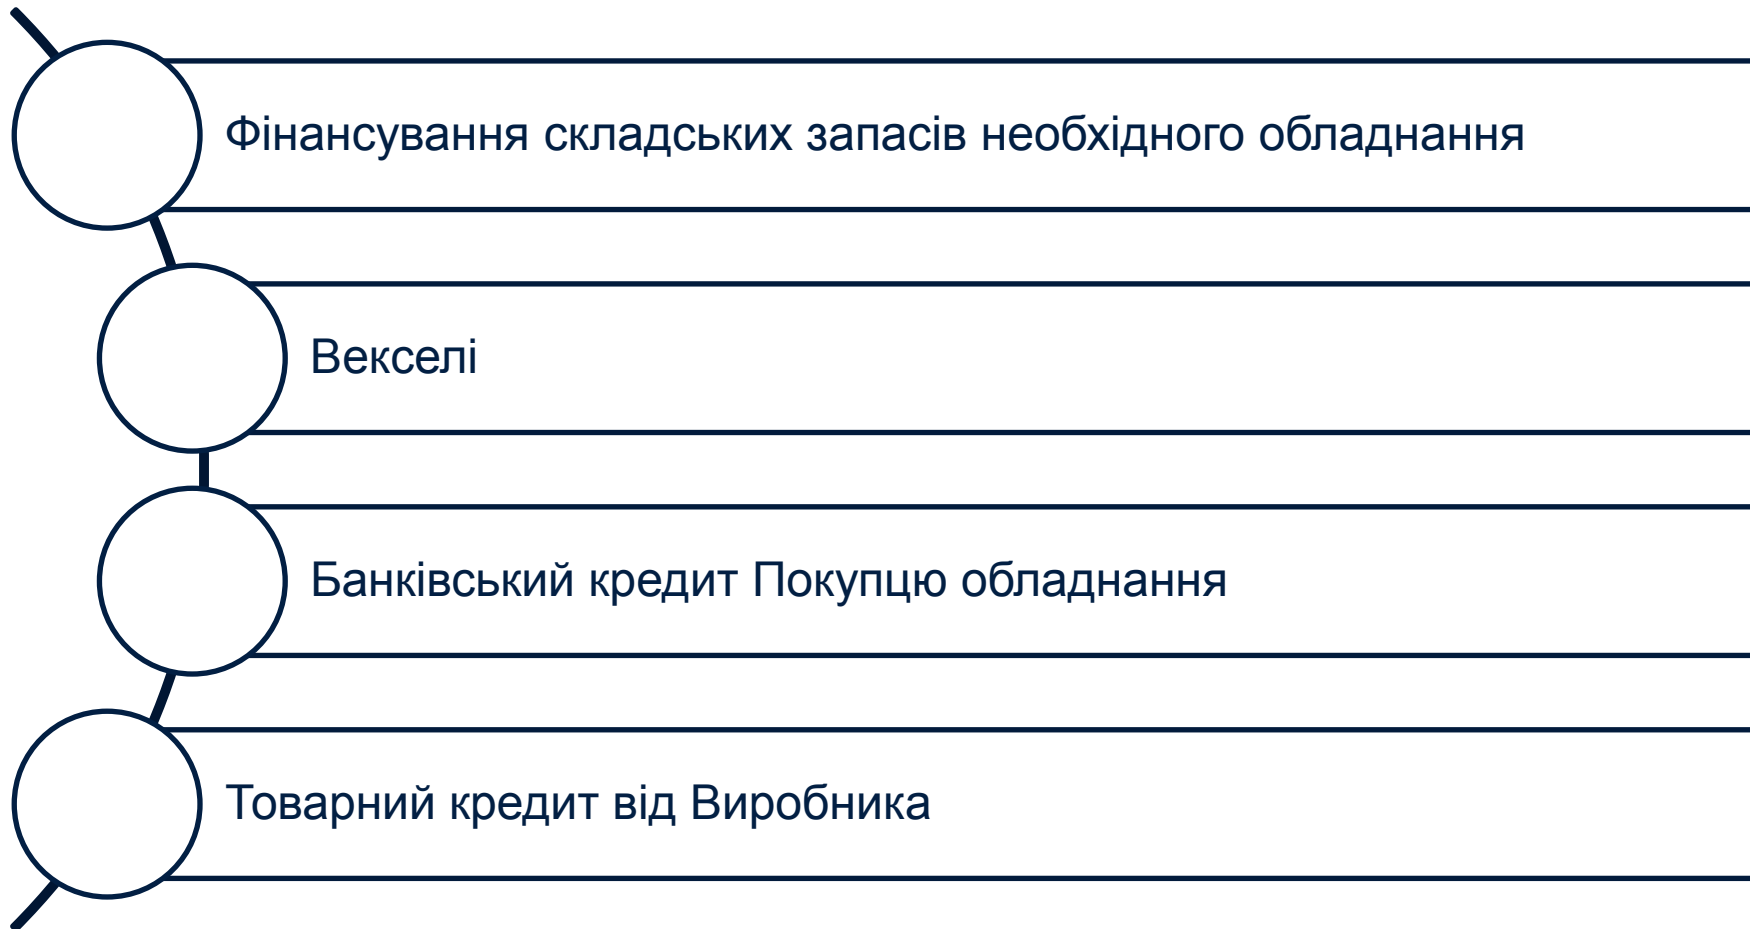 Фінансування складських запасів необхідного обладнання
Векселі
Банківський кредит Покупцю обладнання
Товарний кредит від Виробника